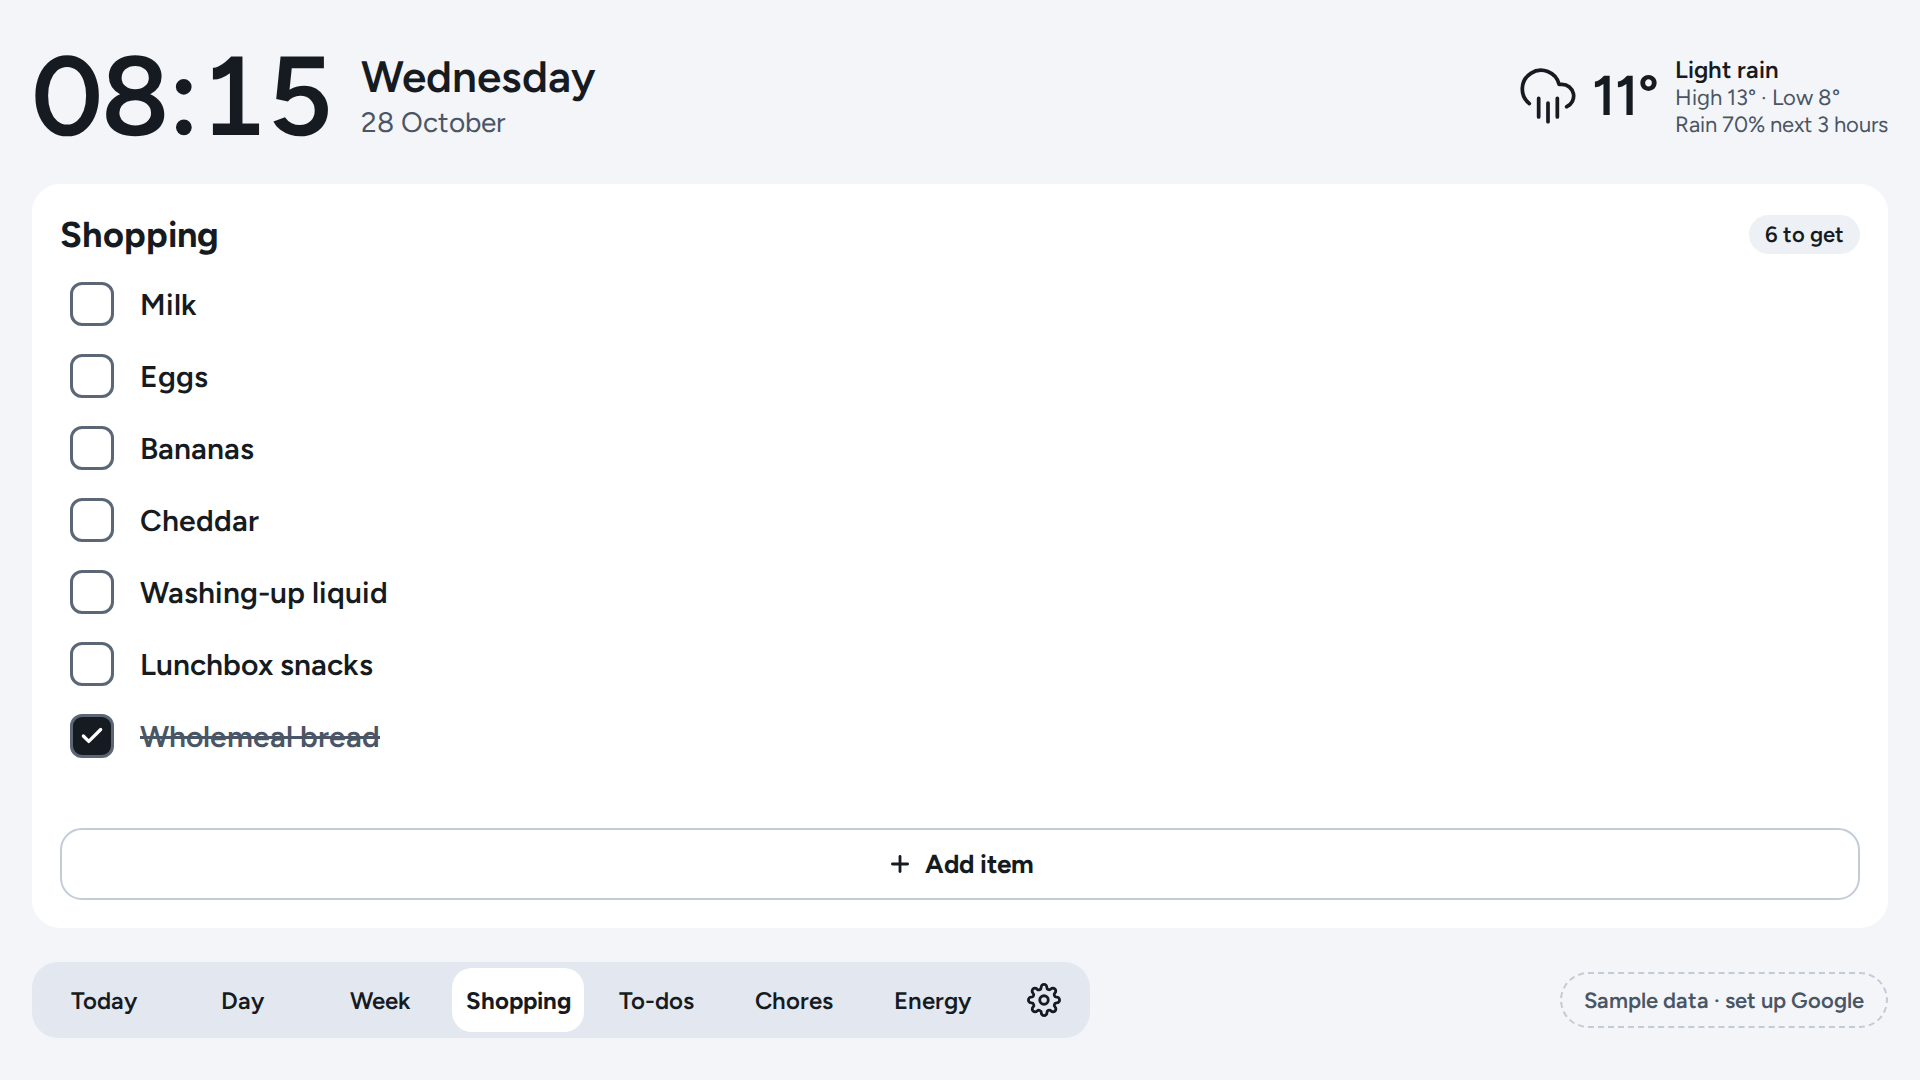 08:15
Wednesday
28 October
11°
Light rain
High 13° · Low 8°
Rain 70% next 3 hours
Shopping
6 to get
Milk
Eggs
Bananas
Cheddar
Washing-up liquid
Lunchbox snacks
Wholemeal bread
Add item
Today
Day
Week
Shopping
To-dos
Chores
Energy
Sample data · set up Google